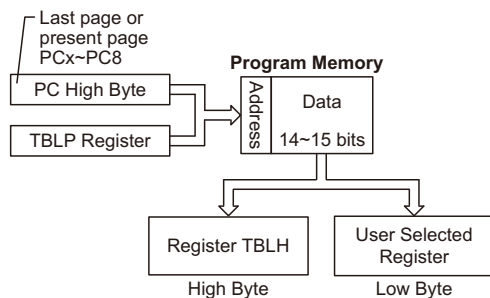 Last page or
present page
PCx~PC8
Program Memory
PC High Byte
TBLP Register
Address
Data
14~15 bits
Register TBLH
User Selected
Register
High Byte
Low Byte